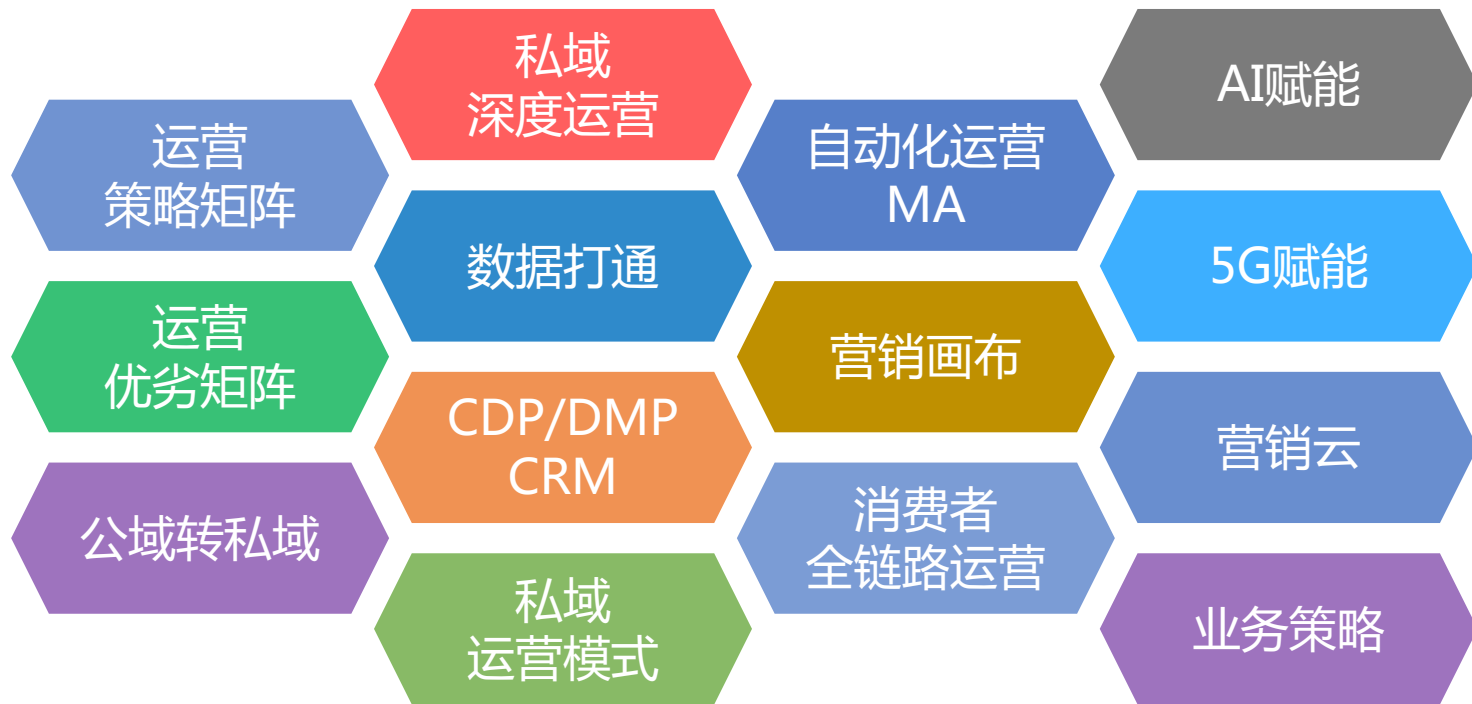 运营
策略矩阵
运营
优劣矩阵
公域转私域
私域
深度运营
数据打通
CDP/DMP
CRM
私域
运营模式
自动化运营
MA
营销画布
消费者
全链路运营
AI赋能
5G赋能
营销云
业务策略